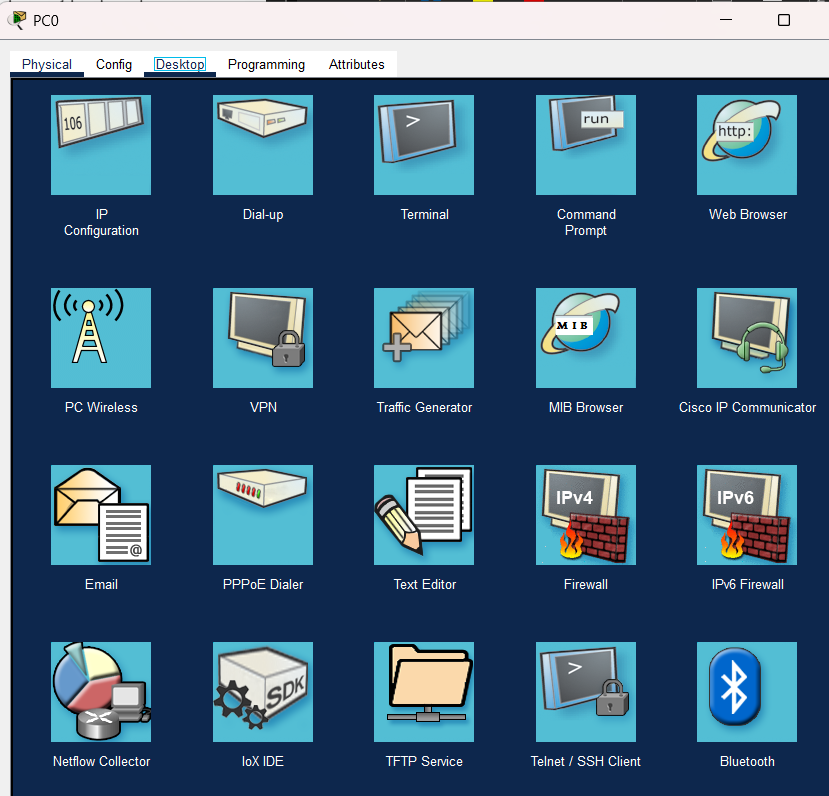 PC0
Physical Config Desktop Programming Attributes
106
>
run
http:
IP
Configuration
Dial-up
Terminal
Command
Prompt
Web Browser
MIB
PC Wireless
VPN
Traffic Generator
MIB Browser
Cisco IP Communicator
@
IPv4
IPv6
Email
PPPoE Dialer
Text Editor
Firewall
IPv6 Firewall
SDK
>
Netflow Collector
IoX IDE
TFTP Service
Telnet / SSH Client
Bluetooth